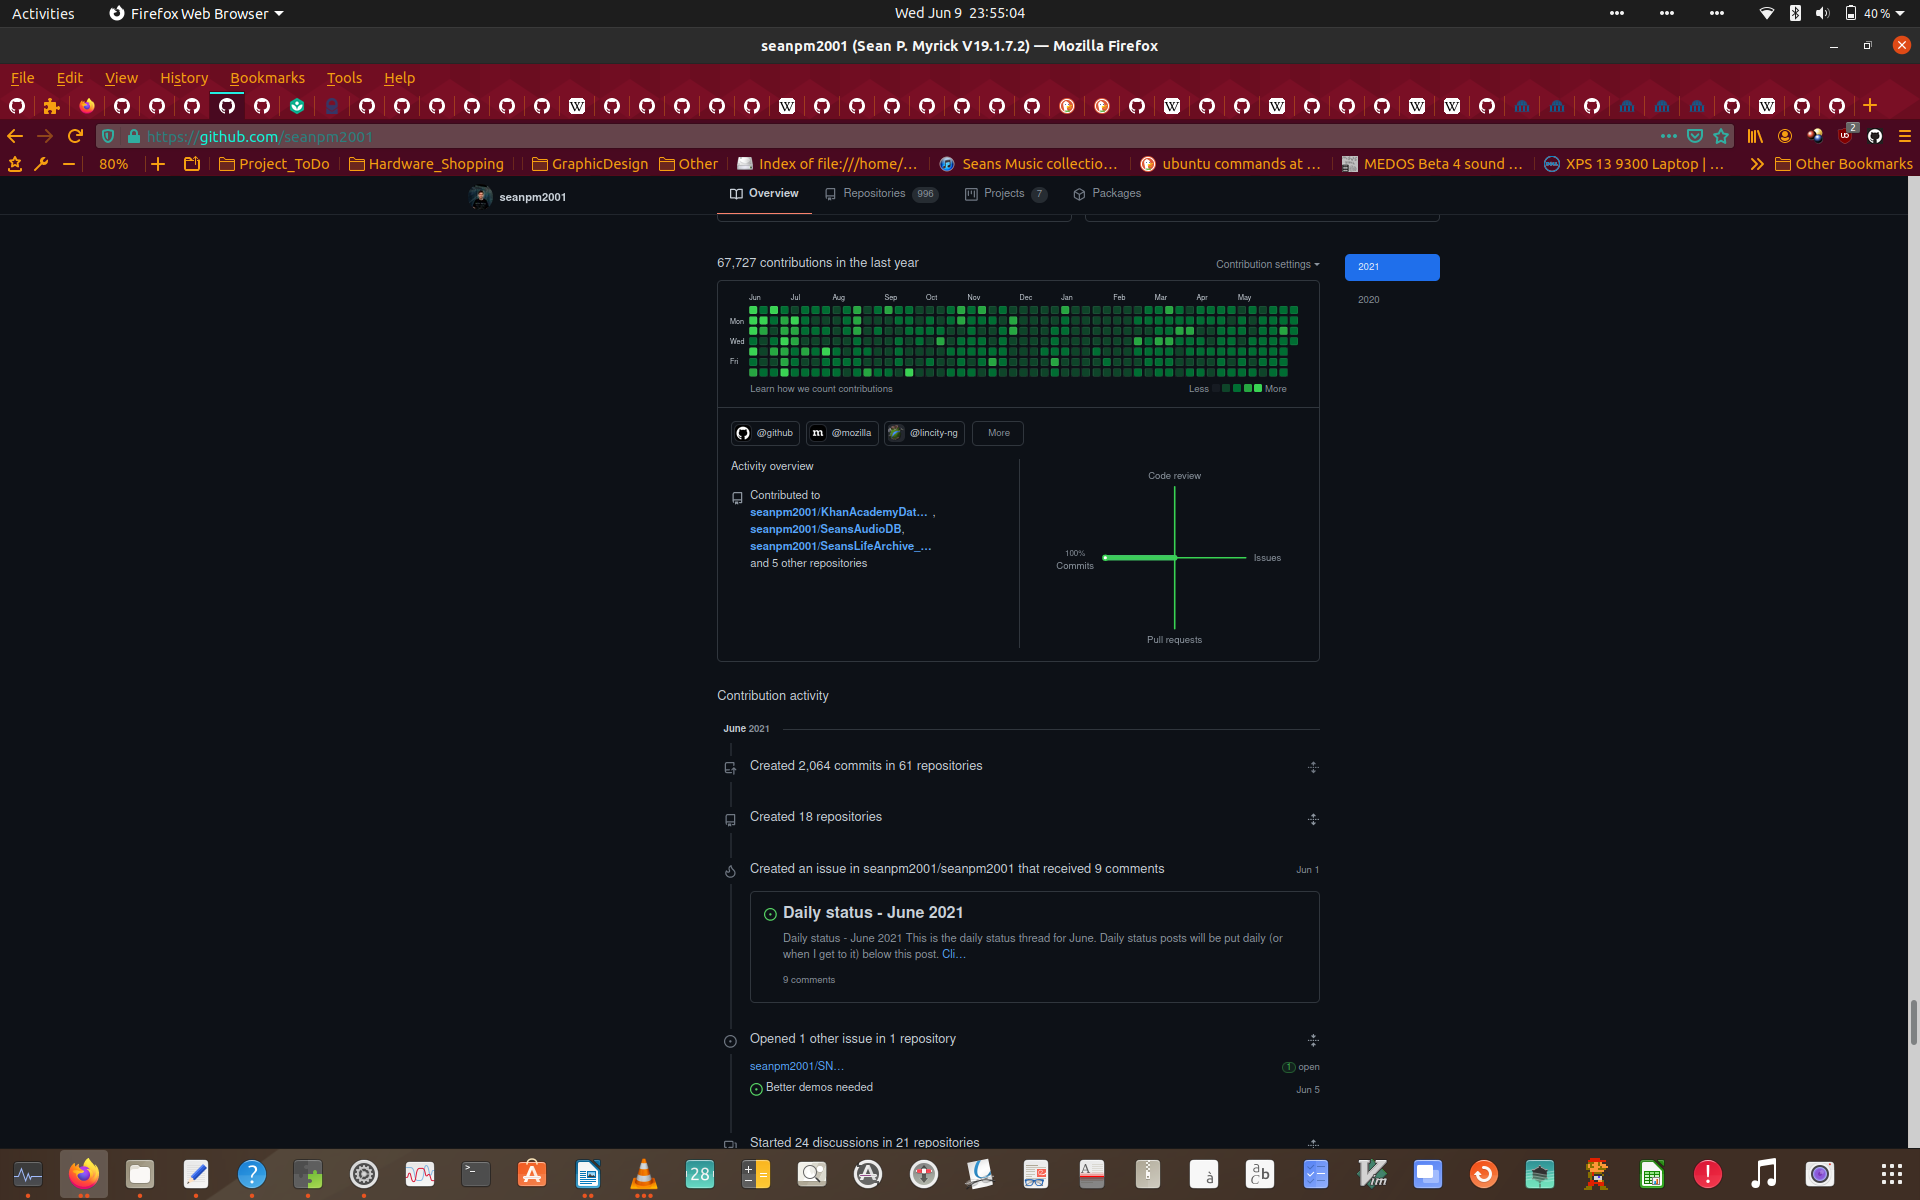 Activities
Firefox Web Browser
Wed Jun 9 23:55:04
40 %
seanpm2001 (Sean P. Myrick V19.1.7.2) — Mozilla Firefox
File Edit View History Bookmarks Tools Help
https://github.com/seanpm2001
2
80%
Project_ToDo
Hardware_Shopping
GraphicDesign
Other
Index of file:///home/...
Seans Music collectio...
ubuntu commands at ...
MEDOS Beta 4 sound ...
XPS 13 9300 Laptop | ...
Other Bookmarks
seanpm2001
Overview
Repositories 996
Projects 7
Packages
67,727 contributions in the last year
Contribution settings
2021
2020
Jun Jul Aug Sep Oct Nov Dec Jan Feb Mar Apr May
Mon
Wed
Fri
Learn how we count contributions
Less More
@github
@mozilla
@lincity-ng
More
Activity overview
Contributed to
seanpm2001/KhanAcademyDat... ,
seanpm2001/SeansAudioDB,
seanpm2001/SeansLifeArchive_...
and 5 other repositories
Code review
100%
Commits
Issues
Pull requests
Contribution activity
June 2021
Created 2,064 commits in 61 repositories
Created 18 repositories
Created an issue in seanpm2001/seanpm2001 that received 9 comments
Jun 1
Daily status - June 2021
Daily status - June 2021 This is the daily status thread for June. Daily status posts will be put daily (or
when I get to it) below this post. Cli...
9 comments
Opened 1 other issue in 1 repository
seanpm2001/SN...
1 open
Better demos needed
Jun 5
Started 24 discussions in 21 repositories
28